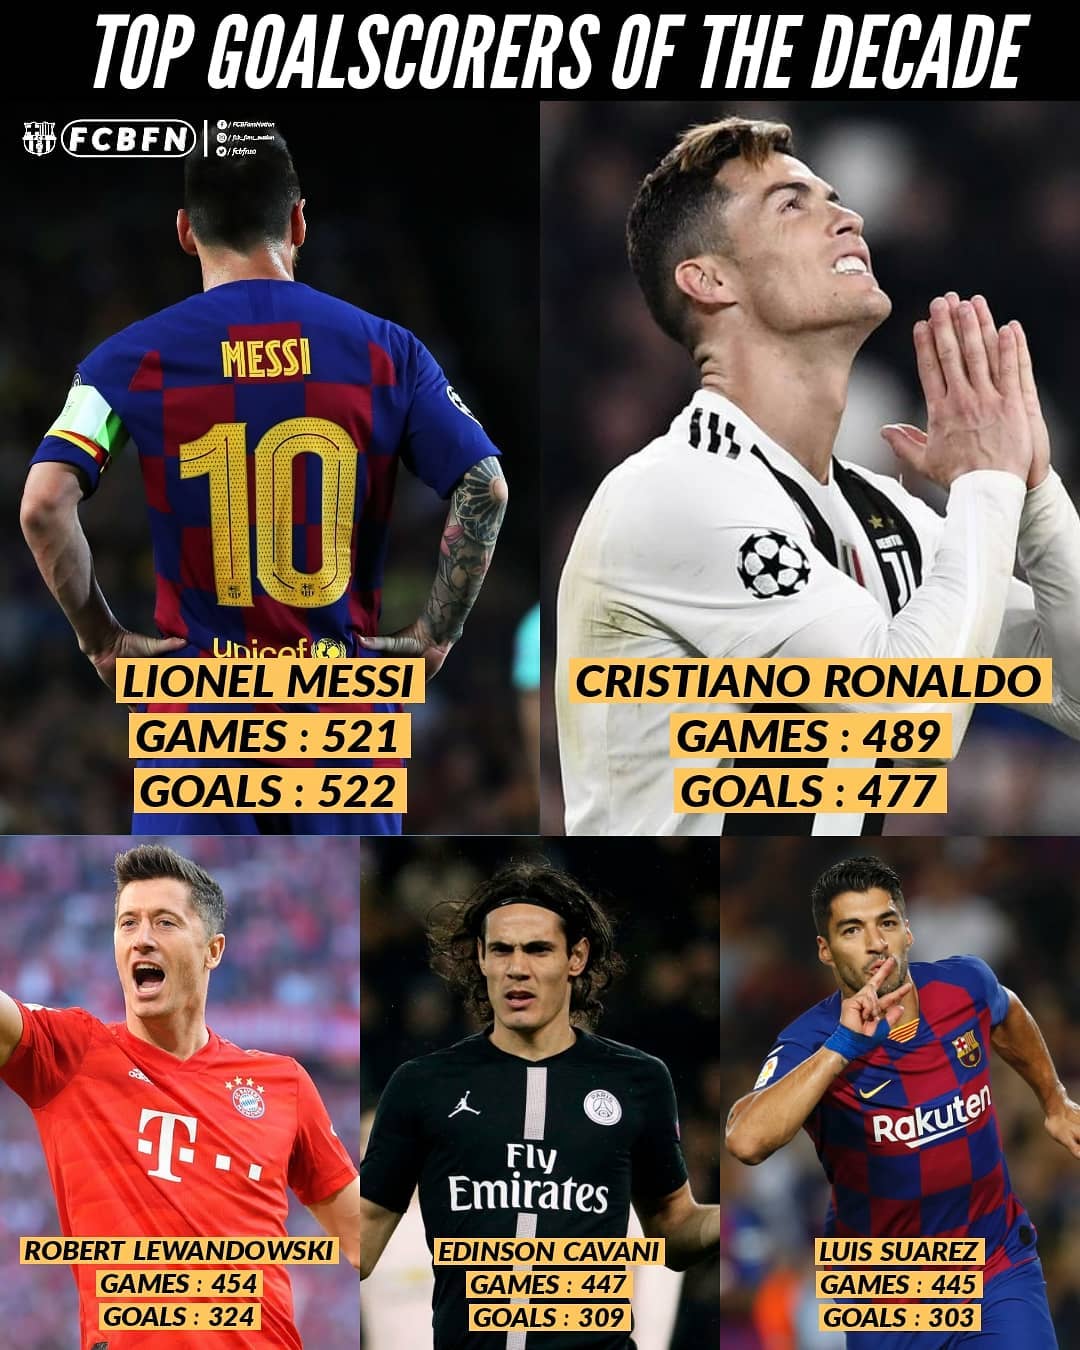 TOP GOALSCORERS OF THE DECADE
FCBFN
/ FCBFansNation
/ fcb_fans_nation
/ fcbfn10
MESSI
10
unicef
LIONEL MESSI
GAMES : 521
GOALS : 522
CRISTIANO RONALDO
GAMES : 489
GOALS : 477
adidas
T
ROBERT LEWANDOWSKI
GAMES : 454
GOALS : 324
PARIS
Fly
Emirates
EDINSON CAVANI
GAMES : 447
GOALS : 309
Rakuten
LUIS SUAREZ
GAMES : 445
GOALS : 303